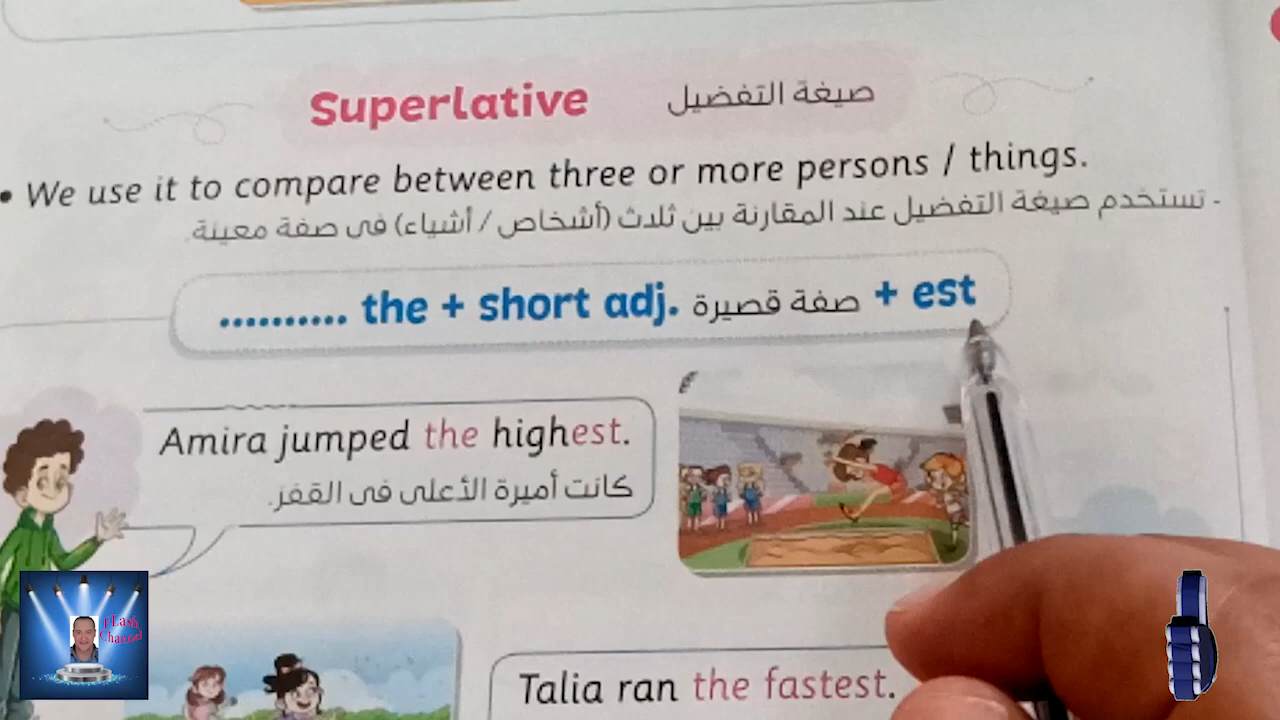 Superlative صيغة التفضيل
• We use it to compare between three or more persons / things.
- تستخدم صيغة التفضيل عند المقارنة بين ثلاث (أشخاص / أشياء) فى صفة معينة.
.......... the + short adj. صفة قصيرة + est
Amira jumped the highest.
كانت أميرة الأعلى فى القفز.
Talia ran the fastest.
FLash
Channel